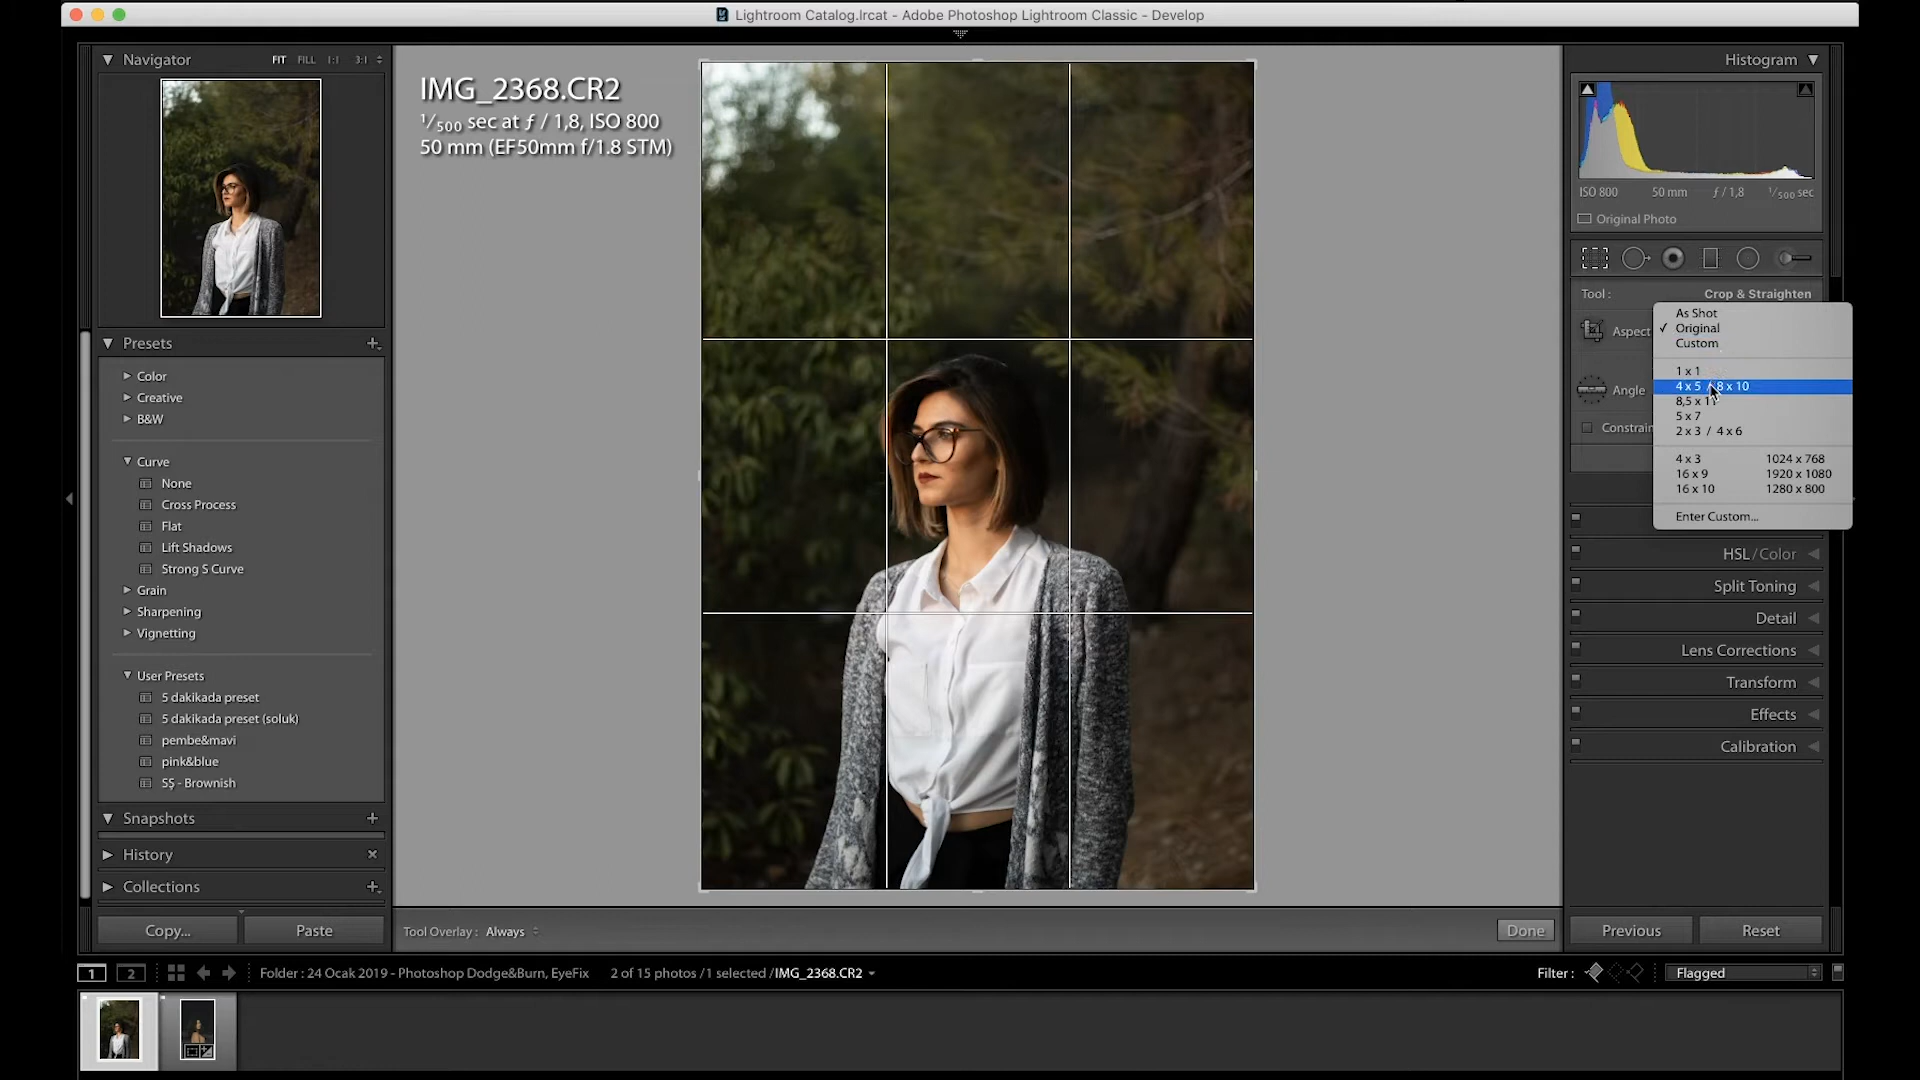 Lightroom Catalog.lrcat - Adobe Photoshop Lightroom Classic - Develop
Navigator
FIT FILL 1:1 3:1
Presets
Color
Creative
B&W
Curve
None
Cross Process
Flat
Lift Shadows
Strong S Curve
Grain
Sharpening
Vignetting
User Presets
5 dakikada preset
5 dakikada preset (soluk)
pembe&mavi
pink&blue
SŞ - Brownish
Snapshots
History
Collections
Copy... Paste
IMG_2368.CR2
1/500 sec at ƒ / 1,8, ISO 800
50 mm (EF50mm f/1.8 STM)
Tool Overlay : Always
Done
Histogram
ISO 800 50 mm ƒ / 1,8 1/500 sec
Original Photo
Tool : Crop & Straighten
Aspect
Angle
As Shot
Original
Custom
1 x 1
4 x 5 / 8 x 10
8,5 x 11
5 x 7
2 x 3 / 4 x 6
4 x 3 1024 x 768
16 x 9 1920 x 1080
16 x 10 1280 x 800
Enter Custom...
HSL / Color
Split Toning
Detail
Lens Corrections
Transform
Effects
Calibration
Previous Reset
1 2 Folder : 24 Ocak 2019 - Photoshop Dodge&Burn, EyeFix 2 of 15 photos /1 selected /IMG_2368.CR2
Filter : Flagged